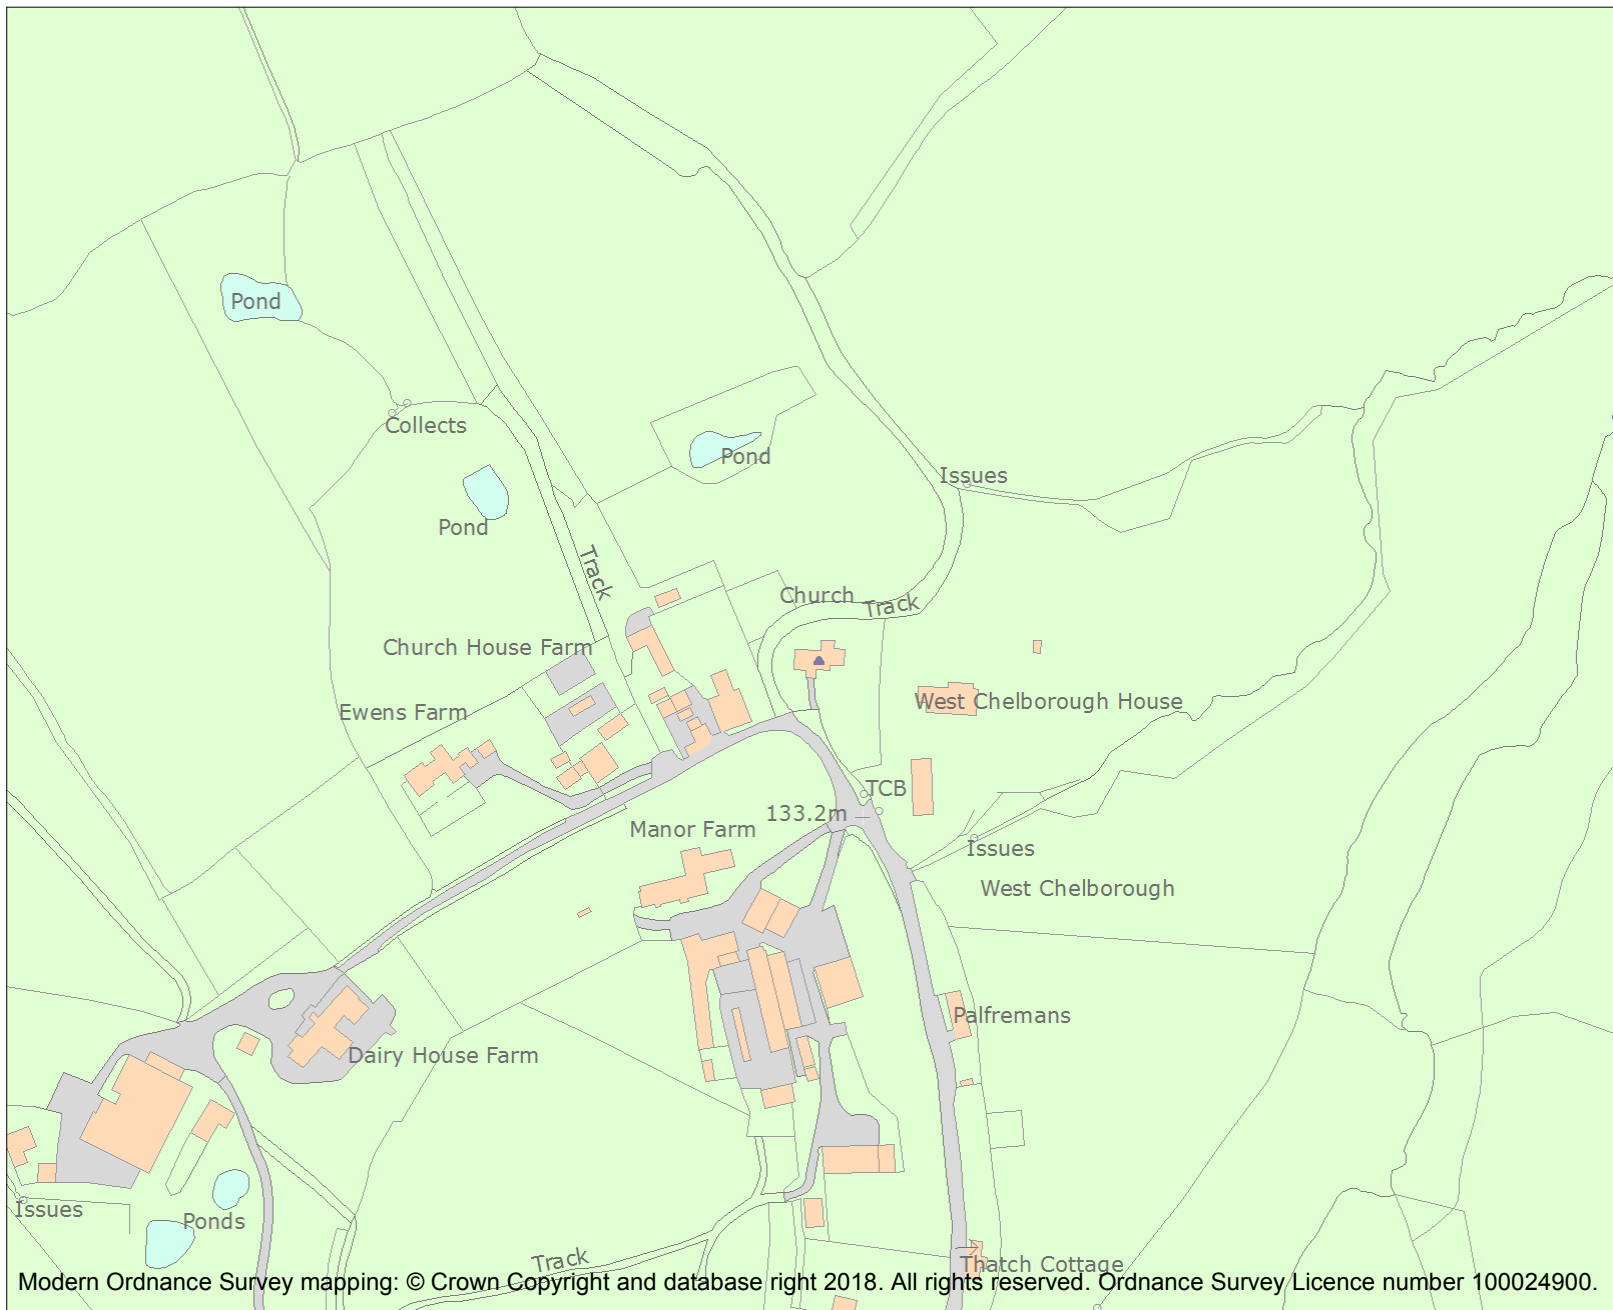 Pond
Collects
Pond
Pond
Issues
Track
Church
Track
Church House Farm
West Chelborough House
Ewens Farm
TCB
133.2m
Manor Farm
Issues
West Chelborough
Palfremans
Dairy House Farm
Issues
Ponds
Track
Thatch Cottage
Modern Ordnance Survey mapping: © Crown Copyright and database right 2018. All rights reserved. Ordnance Survey Licence number 100024900.